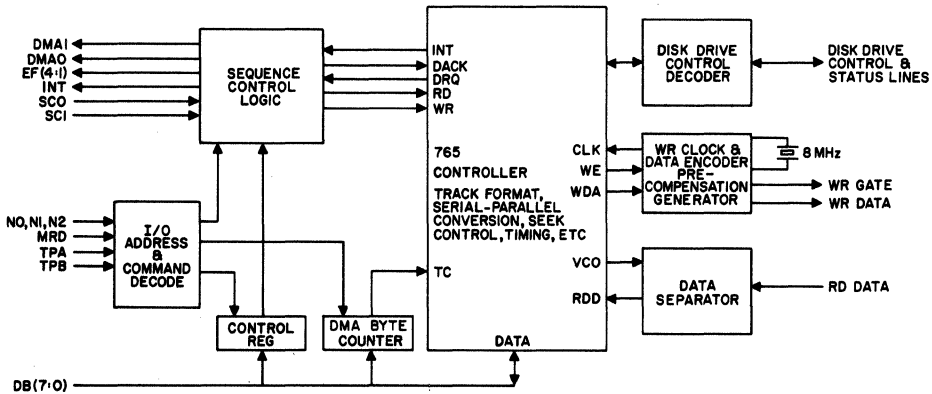 DMAI
DMAO
EF(4:1)
INT
SCO
SCI
SEQUENCE
CONTROL
LOGIC
INT
DACK
DRQ
RD
WR
765
CONTROLLER
TRACK FORMAT,
SERIAL-PARALLEL
CONVERSION, SEEK
CONTROL, TIMING, ETC
CLK
WE
WDA
VCO
RDD
TC
DATA
DISK DRIVE
CONTROL
DECODER
DISK DRIVE
CONTROL &
STATUS LINES
WR CLOCK &
DATA ENCODER
PRE-
COMPENSATION
GENERATOR
8 MHz
WR GATE
WR DATA
DATA
SEPARATOR
RD DATA
N0, N1, N2
MRD
TPA
TPB
I/O
ADDRESS
&
COMMAND
DECODE
CONTROL
REG
DMA BYTE
COUNTER
DB(7:0)